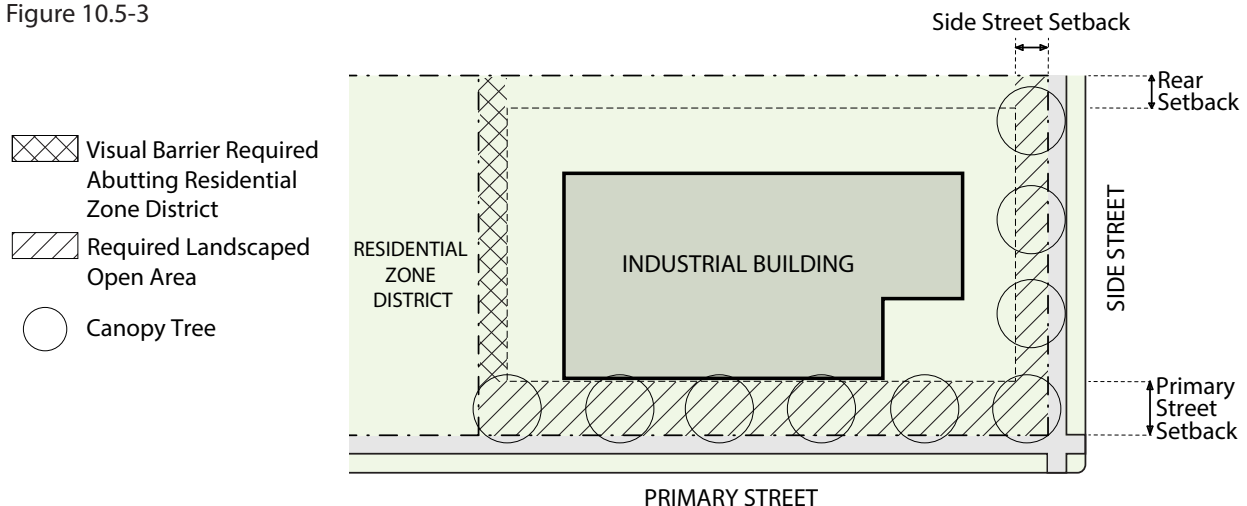 Figure 10.5-3
Side Street Setback
Rear
Setback
Visual Barrier Required
Abutting Residential
Zone District
Required Landscaped
Open Area
Canopy Tree
RESIDENTIAL
ZONE
DISTRICT
INDUSTRIAL BUILDING
SIDE STREET
Primary
Street
Setback
PRIMARY STREET